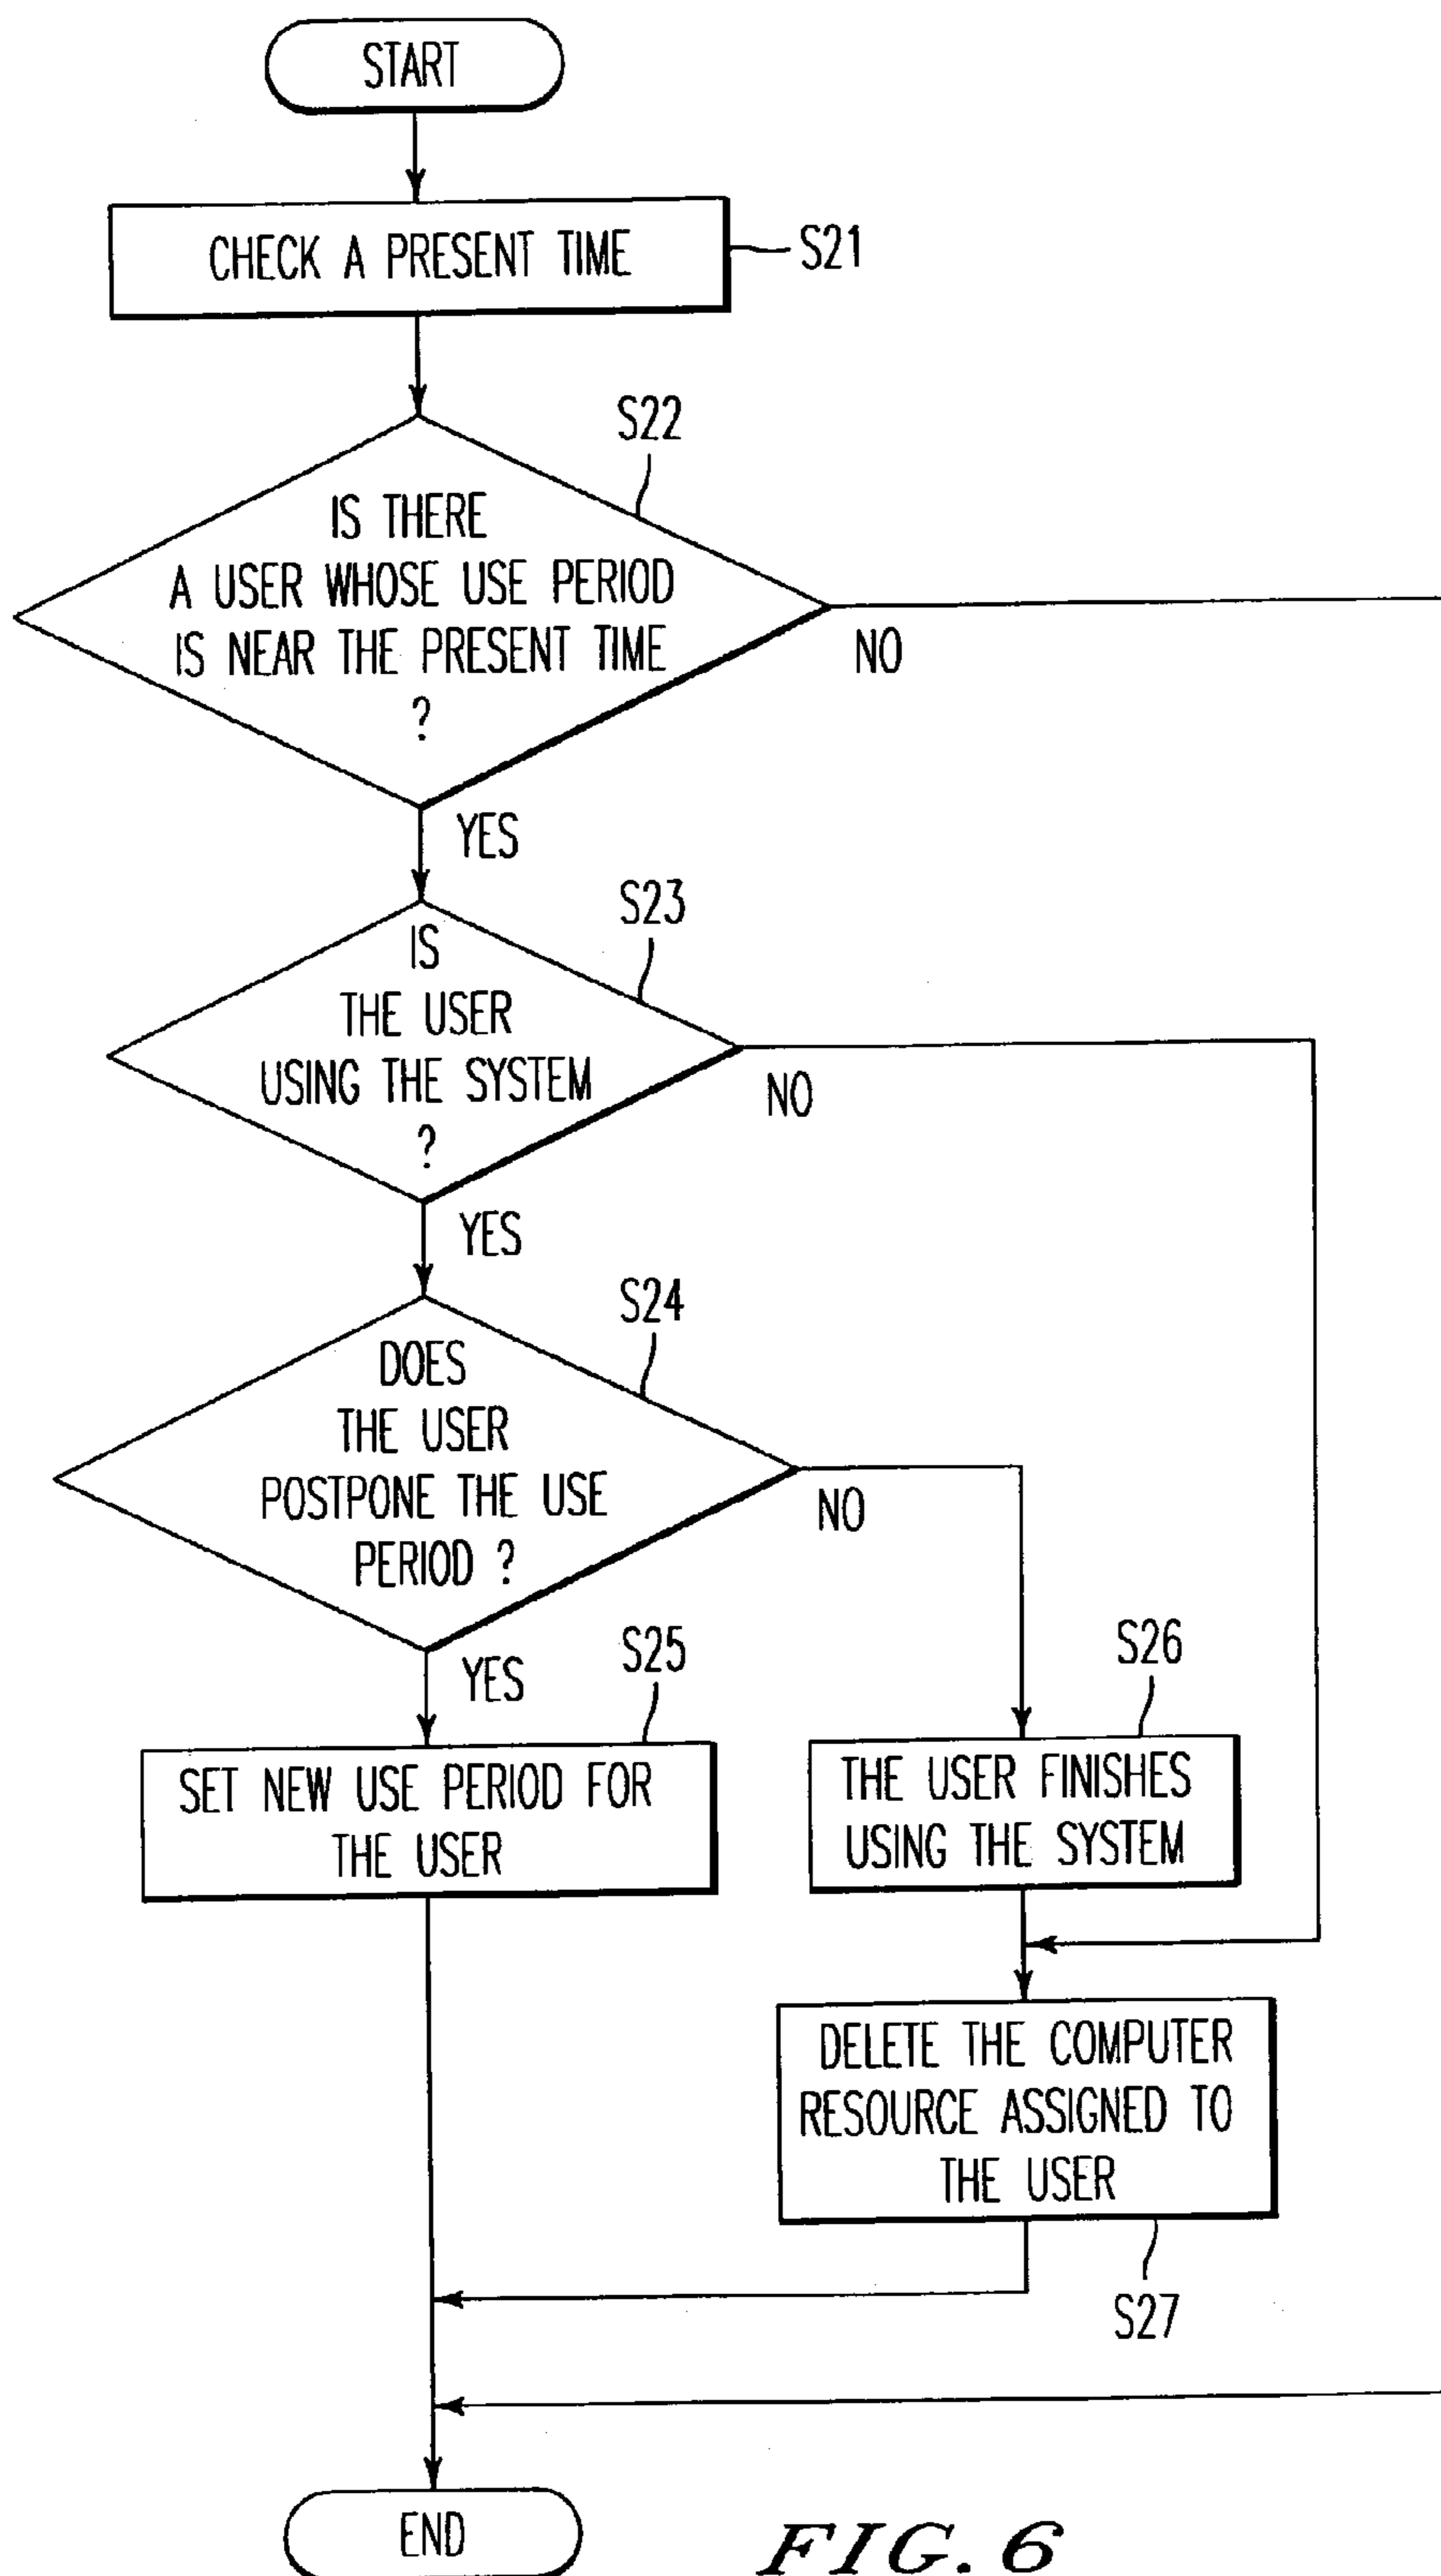 START
CHECK A PRESENT TIME
S21
S22
IS THERE
A USER WHOSE USE PERIOD
IS NEAR THE PRESENT TIME
?
NO
YES
S23
IS
THE USER
USING THE SYSTEM
?
NO
YES
S24
DOES
THE USER
POSTPONE THE USE
PERIOD ?
NO
YES
S25
SET NEW USE PERIOD FOR
THE USER
S26
THE USER FINISHES
USING THE SYSTEM
DELETE THE COMPUTER
RESOURCE ASSIGNED TO
THE USER
S27
END
FIG. 6